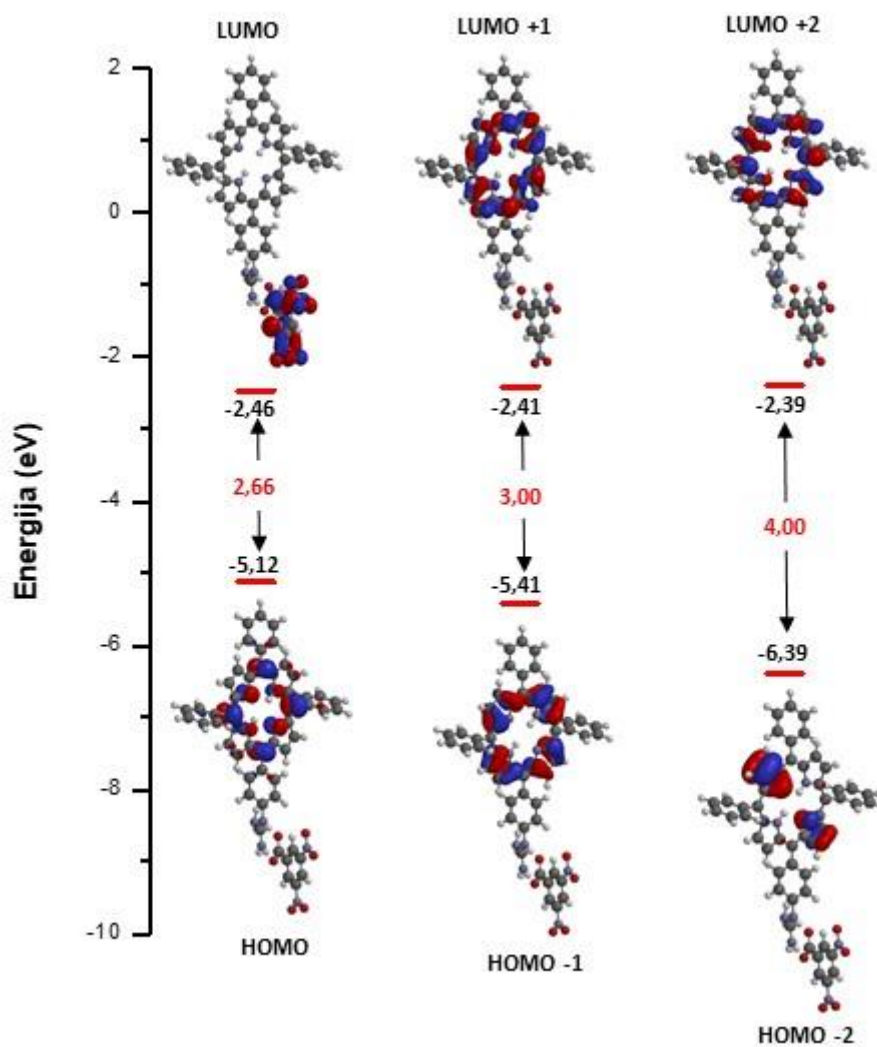 LUMO
LUMO +1
LUMO +2
Energija (eV)
2
0
-2
-4
-6
-8
-10
-2,46
-2,41
-2,39
2,66
3,00
4,00
-5,12
-5,41
-6,39
HOMO
HOMO -1
HOMO -2